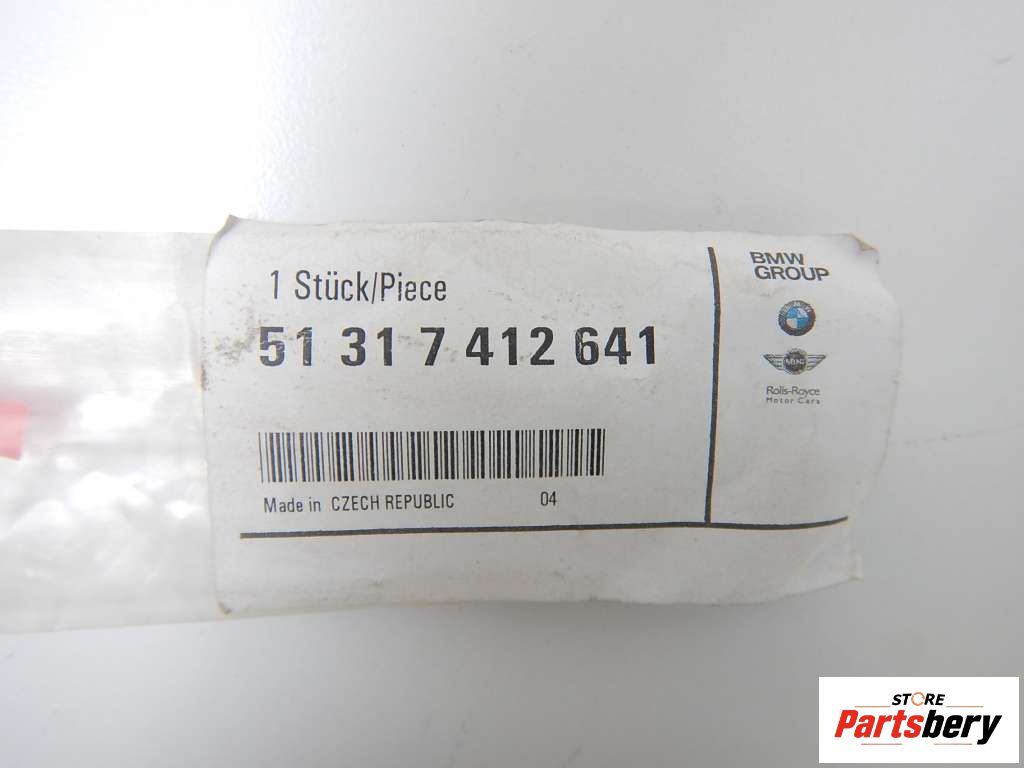 1 Stück/Piece
51 31 7 412 641
Made in CZECH REPUBLIC 04
BMW
GROUP
MINI
Rolls-Royce
Motor Cars
STORE
Partsbery